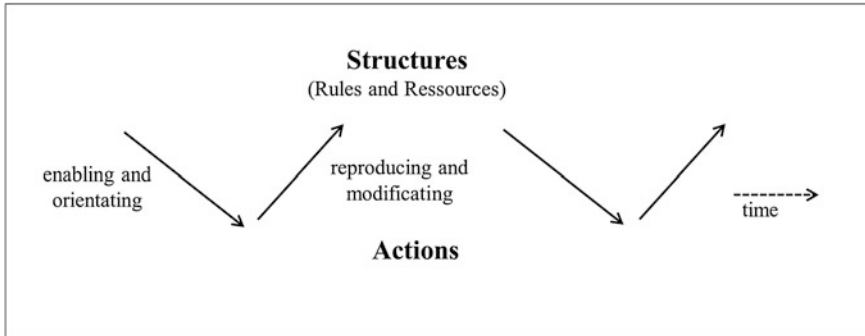 Structures
(Rules and Ressources)
enabling and
orientating
reproducing and
modificating
time
Actions